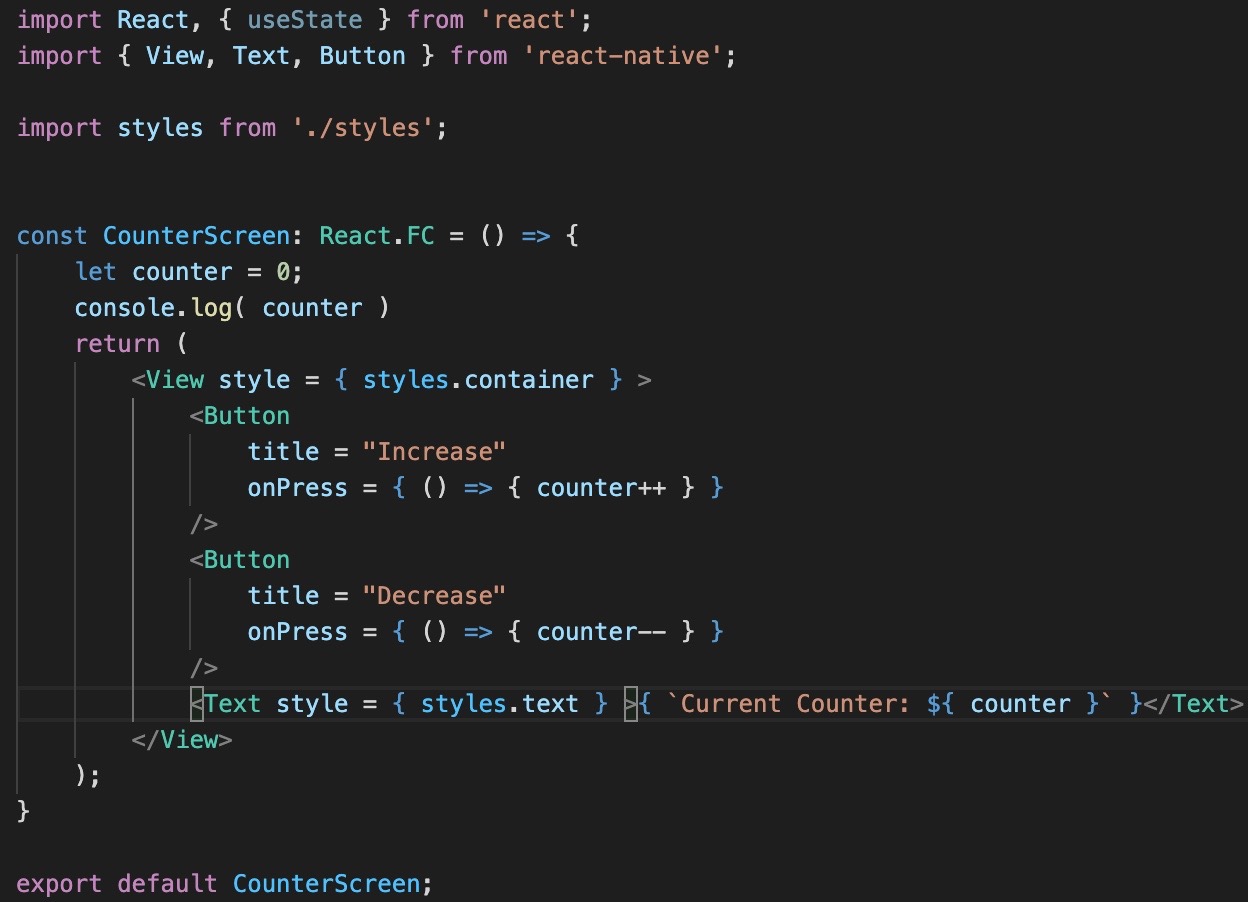 import React, { useState } from 'react';
import { View, Text, Button } from 'react-native';

import styles from './styles';


const CounterScreen: React.FC = () => {
    let counter = 0;
    console.log( counter )
    return (
        <View style = { styles.container } >
            <Button
                title = "Increase"
                onPress = { () => { counter++ } }
            />
            <Button
                title = "Decrease"
                onPress = { () => { counter-- } }
            />
            <Text style = { styles.text } >{ `Current Counter: ${ counter }` }</Text>
        </View>
    );
}

export default CounterScreen;